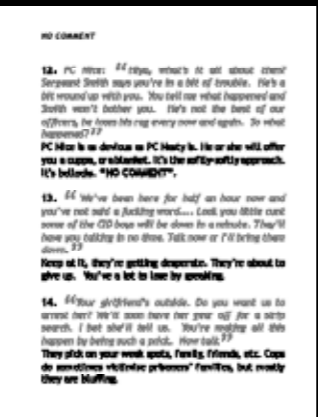 NO COMMENT
12. PC Nice: "Hiya, what's it all about then?
Sergeant Smith says you're in a bit of trouble. He's a
bit wound up with you. You tell me what happened and
Smith won't bother you. He's not the best of our
officers, he loses his rag every now and again. So what
happened?"
PC Nice is as devious as PC Nasty is. He or she will offer
you a cuppa, or a blanket. It's the softly-softly approach.
It's bollocks. "NO COMMENT".
13. "We've been here for half an hour now and
you've not said a fucking word.... Look you little cunt
some of the CID boys will be down in a minute. They'll
have you talking in no time. Talk now or I'll bring them
down."
Keep at it, they're getting desperate. They're about to
give up. You've a lot to lose by speaking.
14. "Your girlfriend's outside. Do you want us to
arrest her? We'll soon have her gear off for a strip
search. I bet she'll tell us. You're making all this
happen by being such a prick. Now talk."
They pick on your weak spots, family, friends, etc. Cops
do sometimes victimise prisoners' families, but mostly
they are bluffing.